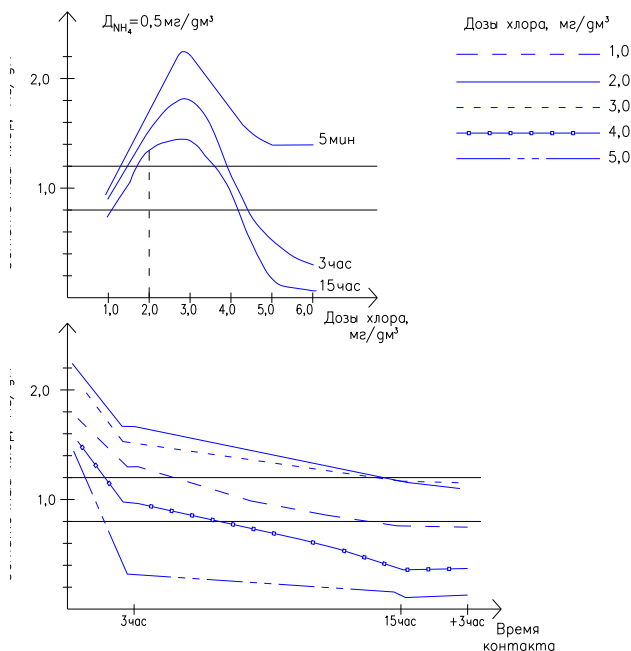 Д_NH₄=0,5мг/дм³
Дозы хлора, мг/дм³
1,0
2,0
3,0
4,0
5,0
2,0
1,0
5мин
3час
15час
1,0 2,0 3,0 4,0 5,0 6,0
Дозы хлора,
мг/дм³
2,0
1,0
3час 15час +3час
Время
контакта